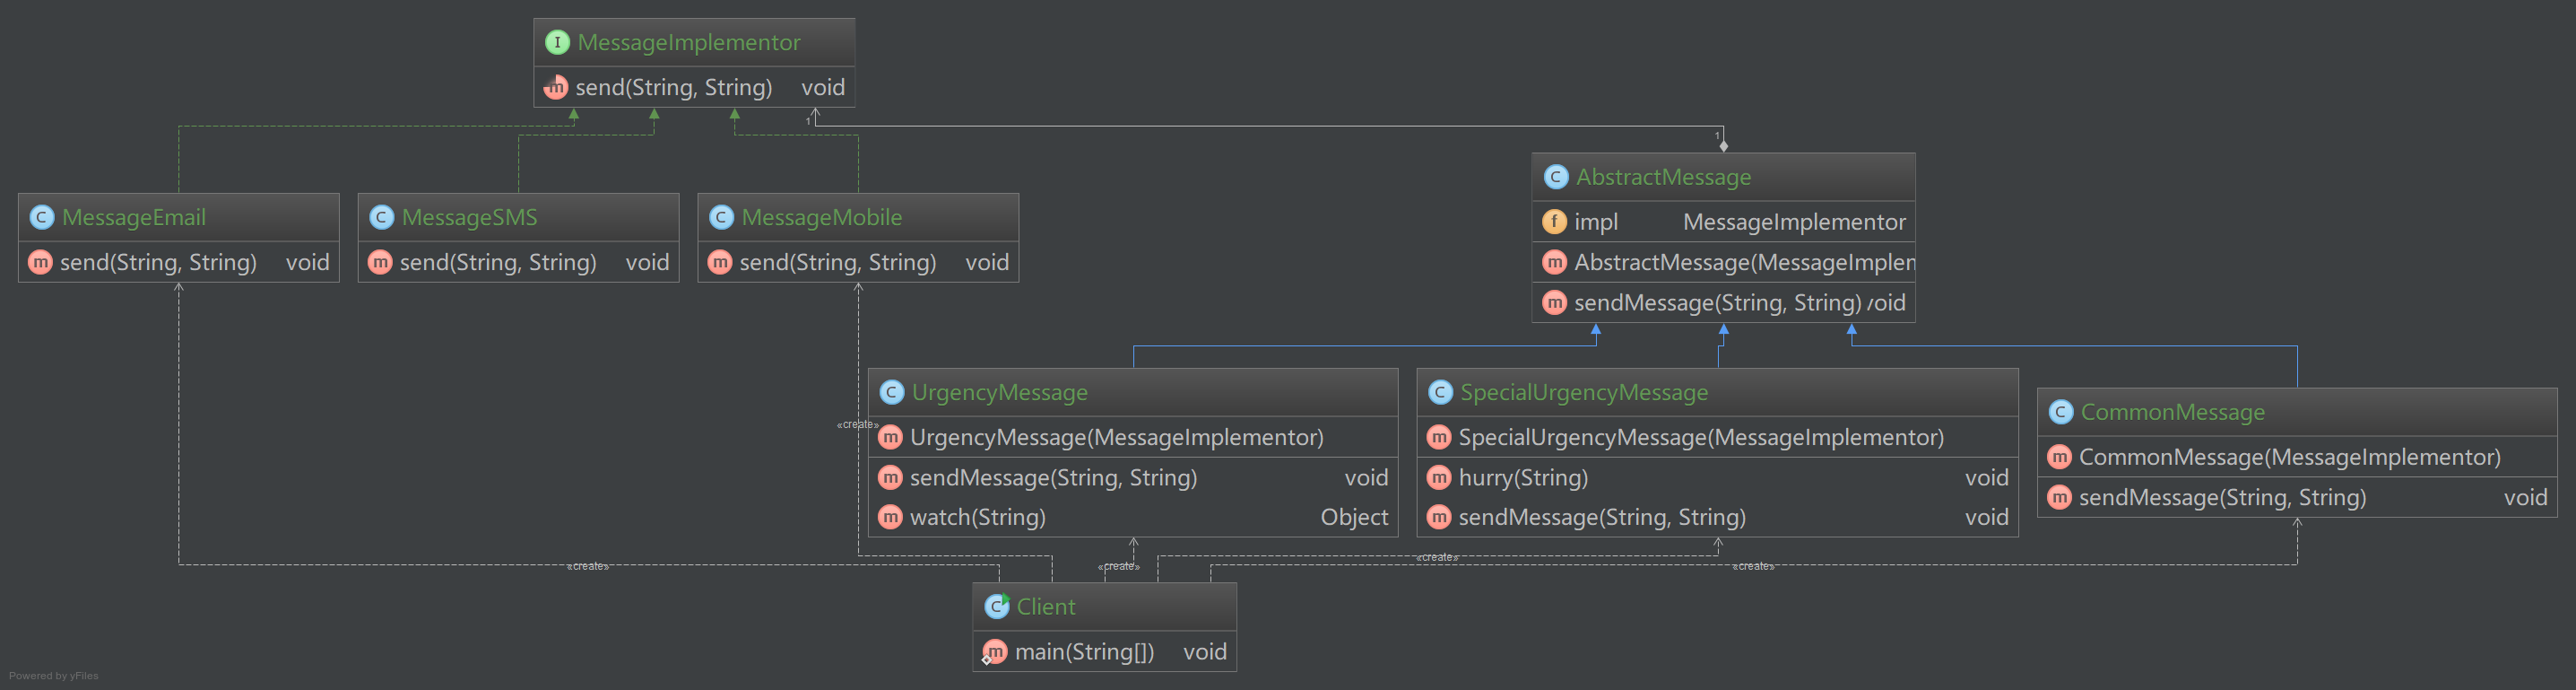 MessageImplementor
send(String, String) void
1
1
MessageEmail
send(String, String) void
MessageSMS
send(String, String) void
MessageMobile
send(String, String) void
AbstractMessage
impl MessageImplementor
AbstractMessage(MessageImplem
sendMessage(String, String) void
UrgencyMessage
UrgencyMessage(MessageImplementor)
sendMessage(String, String) void
watch(String) Object
SpecialUrgencyMessage
SpecialUrgencyMessage(MessageImplementor)
hurry(String) void
sendMessage(String, String) void
CommonMessage
CommonMessage(MessageImplementor)
sendMessage(String, String) void
«create»
«create»
«create»
«create»
«create»
Client
main(String[]) void
Powered by yFiles